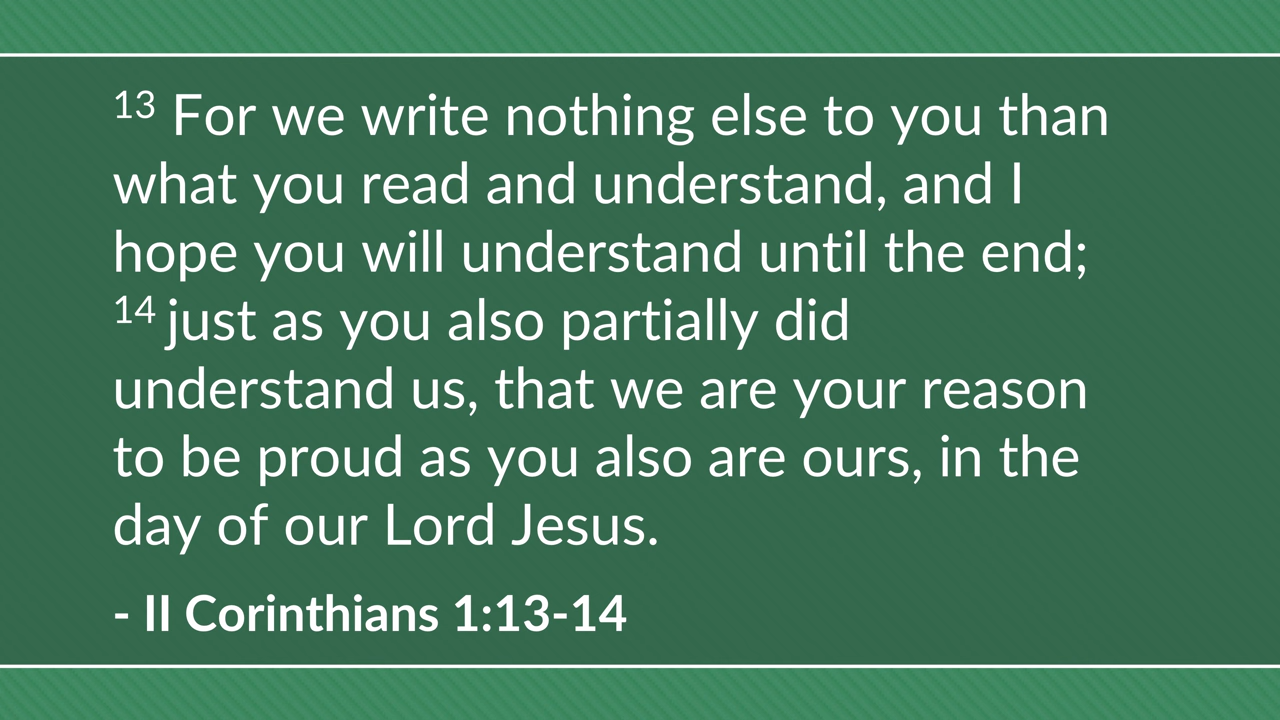 13 For we write nothing else to you than
what you read and understand, and I
hope you will understand until the end;
14 just as you also partially did
understand us, that we are your reason
to be proud as you also are ours, in the
day of our Lord Jesus.
- II Corinthians 1:13-14